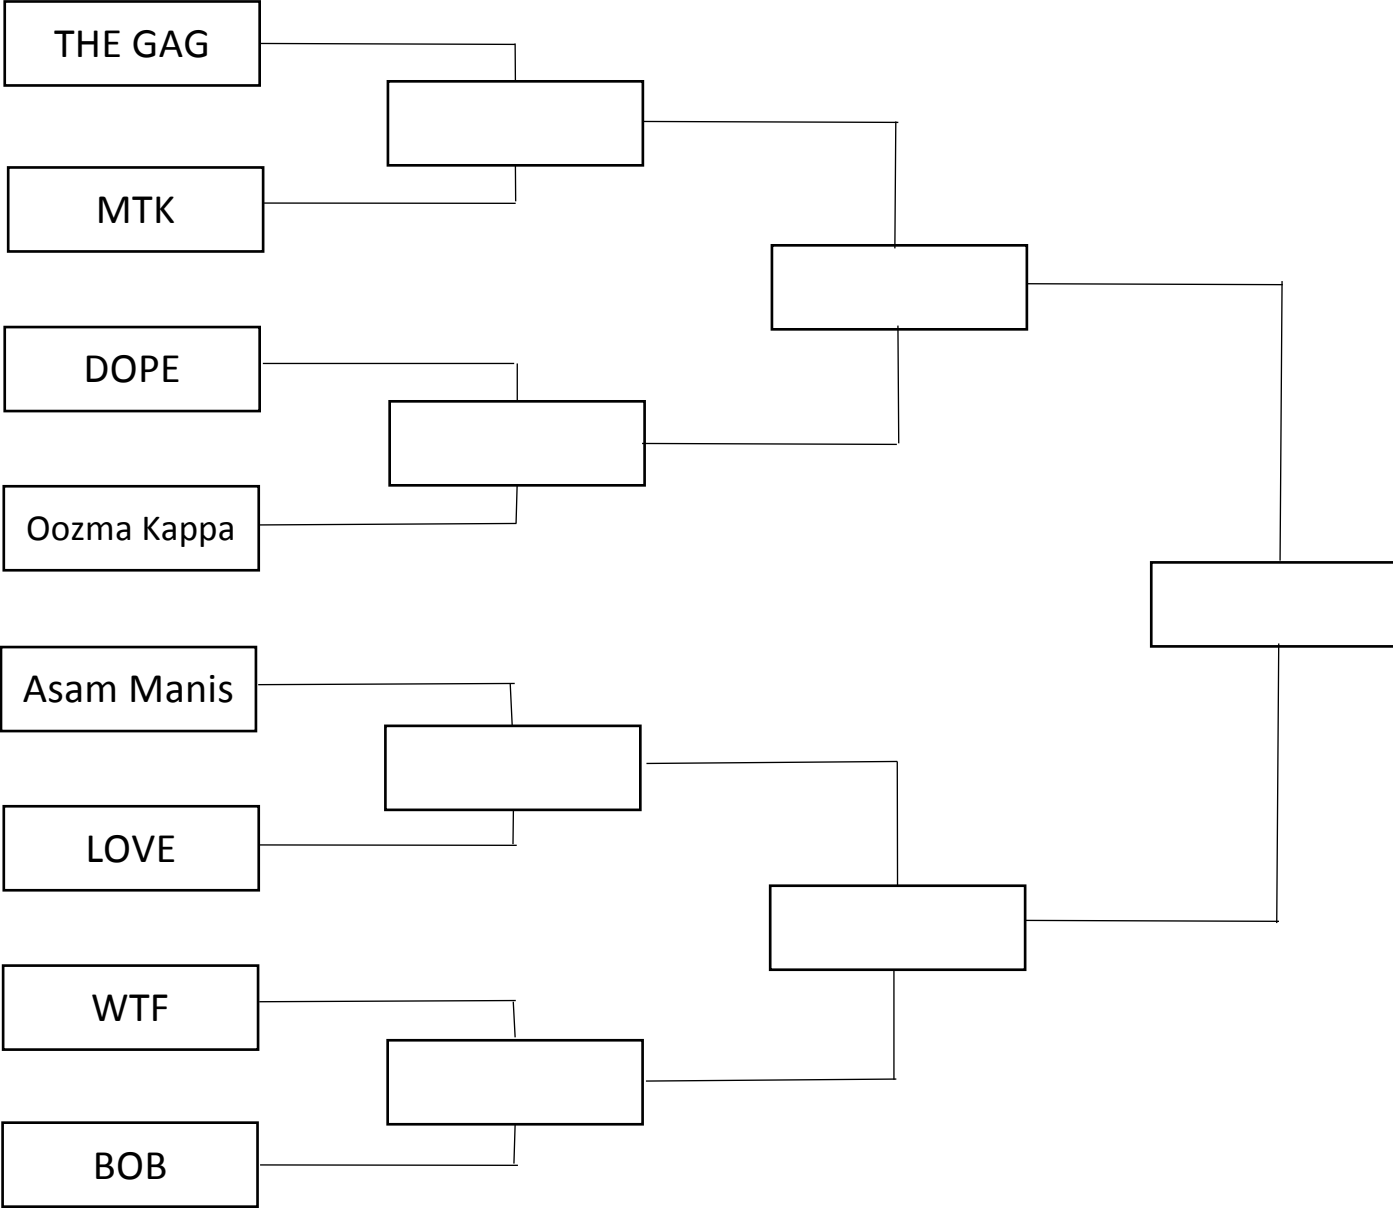 THE GAG
MTK
DOPE
Oozma Kappa
Asam Manis
LOVE
WTF
BOB